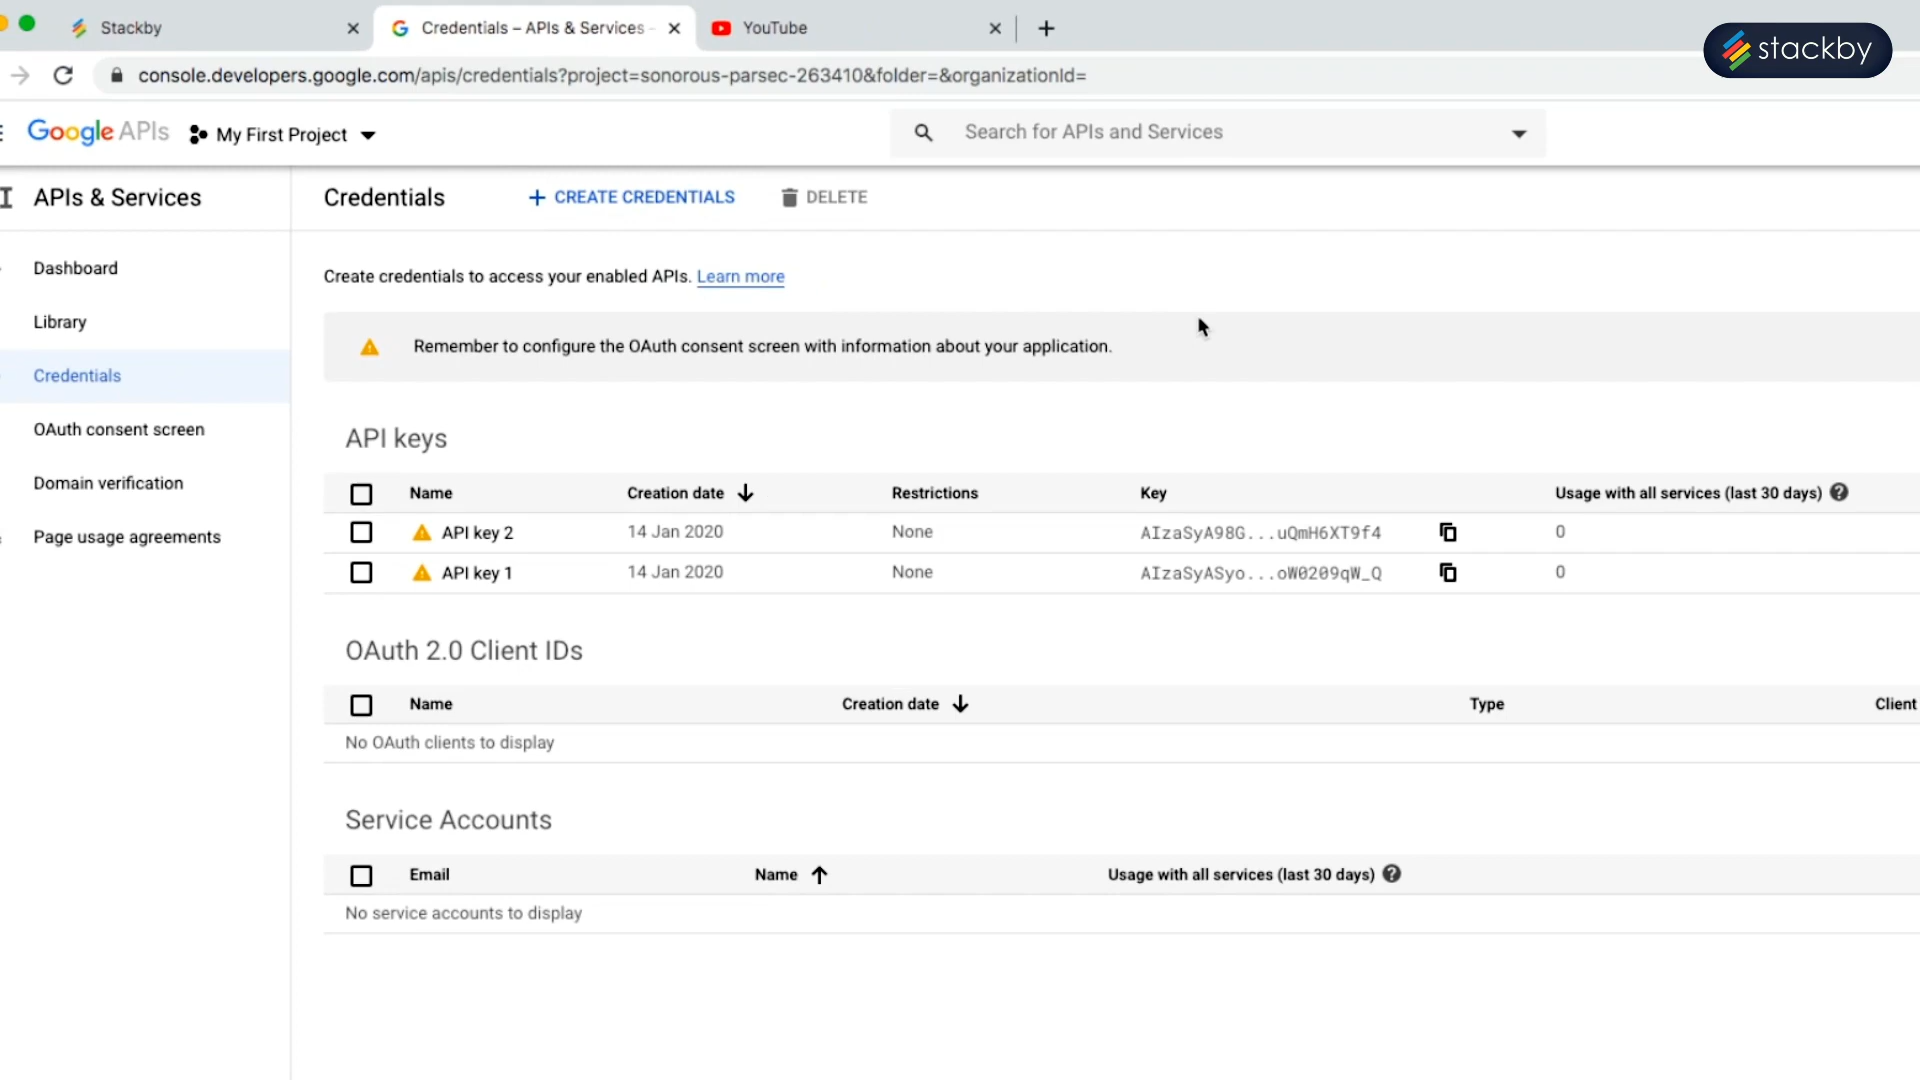 Stackby
Credentials – APIs & Services –
YouTube
stackby
console.developers.google.com/apis/credentials?project=sonorous-parsec-263410&folder=&organizationId=
Google APIs
My First Project
Search for APIs and Services
APIs & Services
Credentials
CREATE CREDENTIALS
DELETE
Dashboard
Library
Credentials
OAuth consent screen
Domain verification
Page usage agreements
Create credentials to access your enabled APIs. Learn more
Remember to configure the OAuth consent screen with information about your application.
API keys
Name Creation date Restrictions Key Usage with all services (last 30 days)
API key 2 14 Jan 2020 None AIzaSyA98G...uQmH6XT9f4 0
API key 1 14 Jan 2020 None AIzaSyASyo...oW0209qW_Q 0
OAuth 2.0 Client IDs
Name Creation date Type Client
No OAuth clients to display
Service Accounts
Email Name Usage with all services (last 30 days)
No service accounts to display